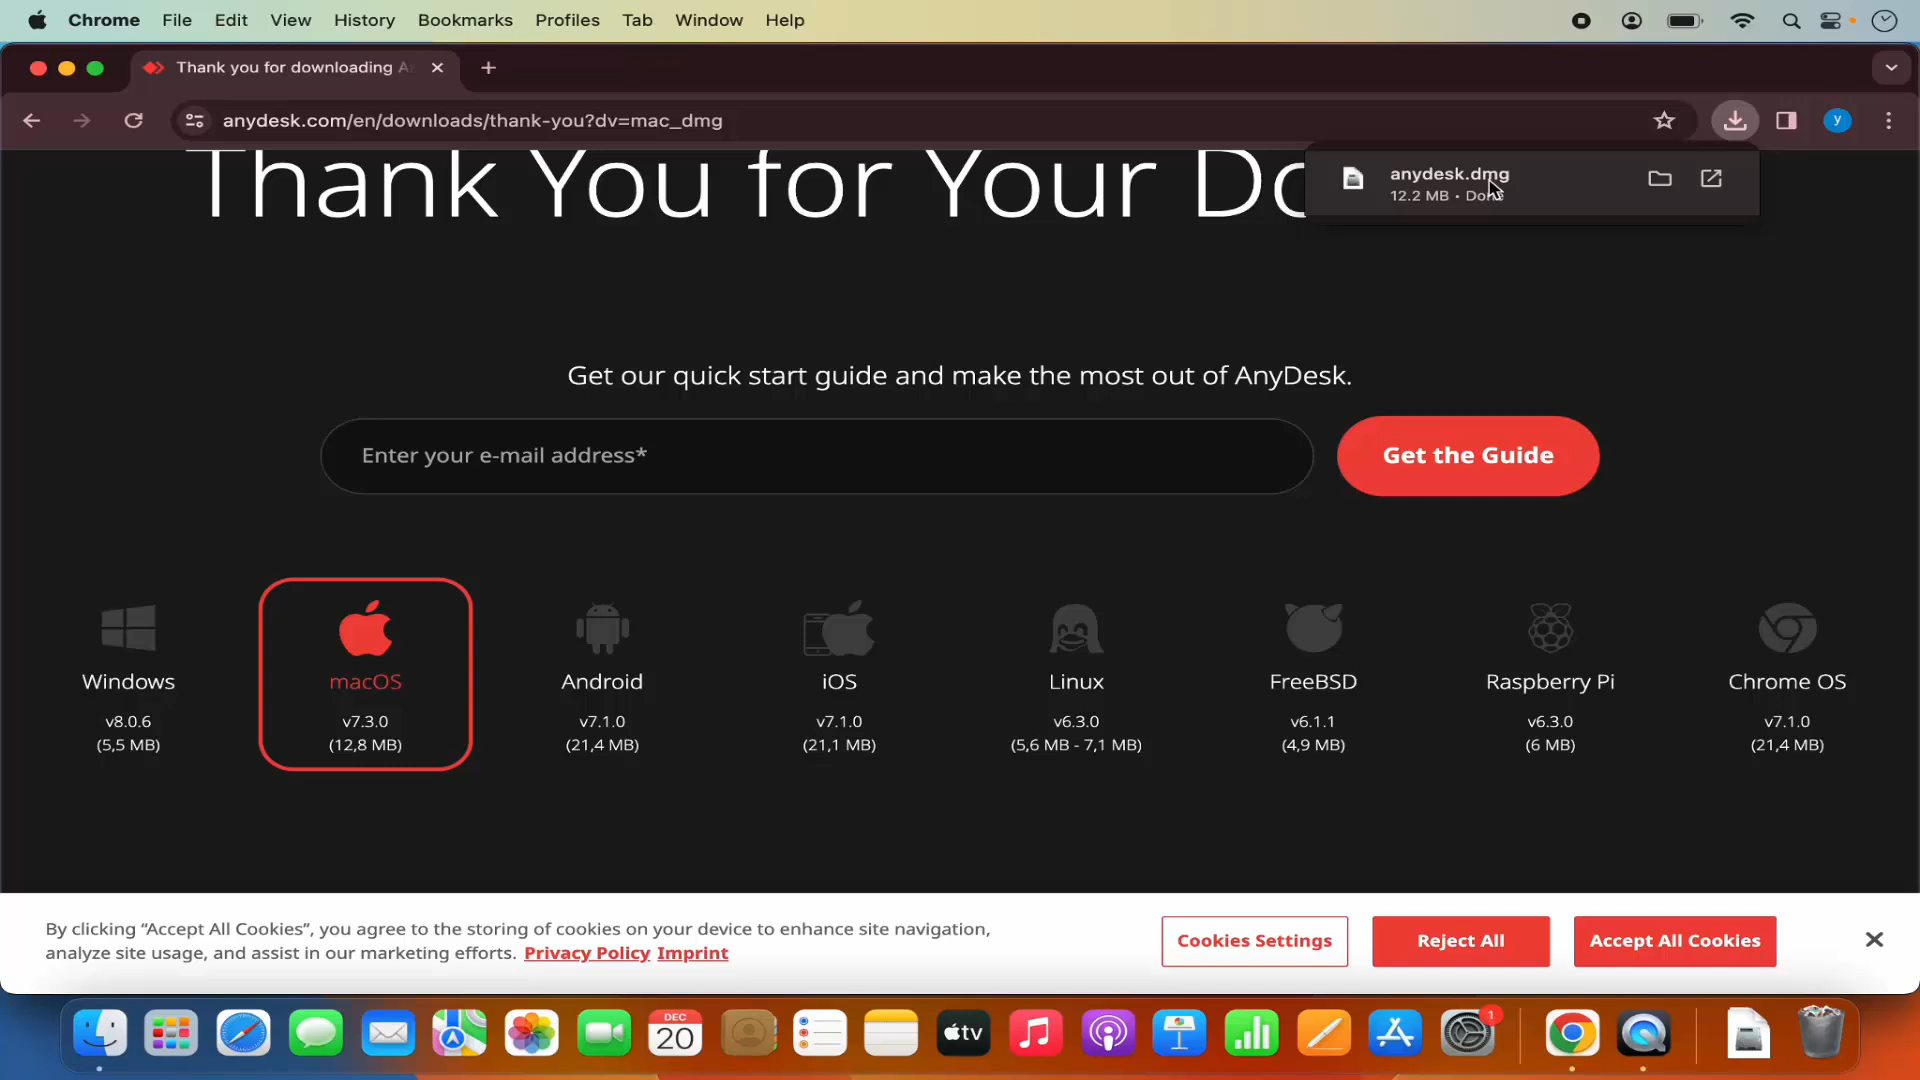 Chrome File Edit View History Bookmarks Profiles Tab Window Help
Thank you for downloading A
anydesk.com/en/downloads/thank-you?dv=mac_dmg
y
Thank You for Your Do
anydesk.dmg
12.2 MB • Done
Get our quick start guide and make the most out of AnyDesk.
Enter your e-mail address*
Get the Guide
Windows
v8.0.6
(5,5 MB)
macOS
v7.3.0
(12,8 MB)
Android
v7.1.0
(21,4 MB)
iOS
v7.1.0
(21,1 MB)
Linux
v6.3.0
(5,6 MB - 7,1 MB)
FreeBSD
v6.1.1
(4,9 MB)
Raspberry Pi
v6.3.0
(6 MB)
Chrome OS
v7.1.0
(21,4 MB)
By clicking “Accept All Cookies”, you agree to the storing of cookies on your device to enhance site navigation,
analyze site usage, and assist in our marketing efforts. Privacy Policy Imprint
Cookies Settings
Reject All
Accept All Cookies
DEC
20
tv
1